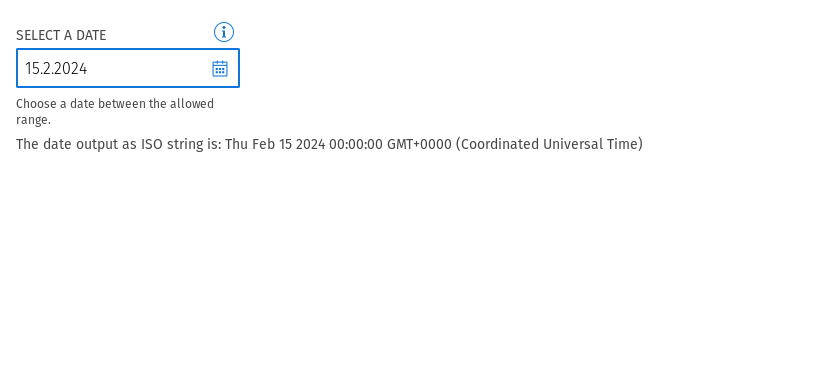 SELECT A DATE
15.2.2024
Choose a date between the allowed
range.
The date output as ISO string is: Thu Feb 15 2024 00:00:00 GMT+0000 (Coordinated Universal Time)